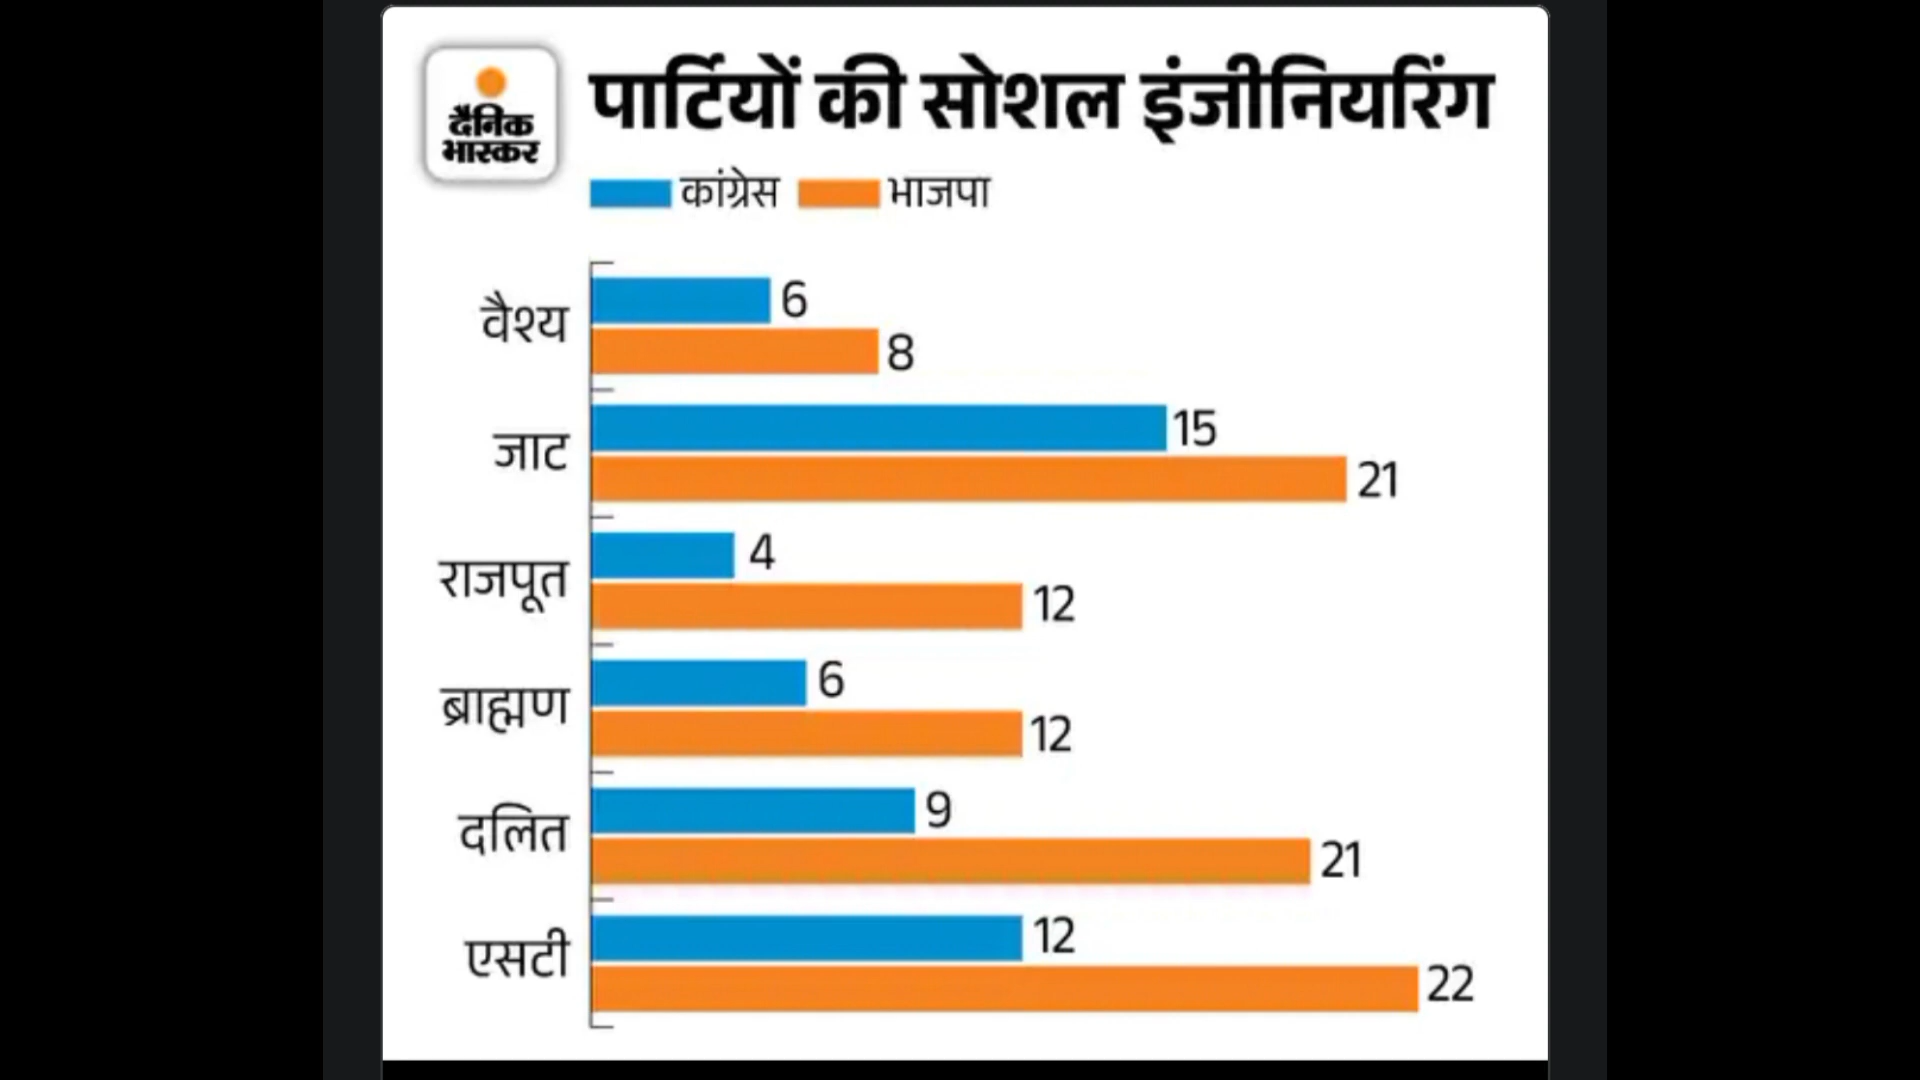 दैनिक
भास्कर
पार्टियों की सोशल इंजीनियरिंग
कांग्रेस भाजपा
वैश्य
6
8
जाट
15
21
राजपूत
4
12
ब्राह्मण
6
12
दलित
9
21
एसटी
12
22